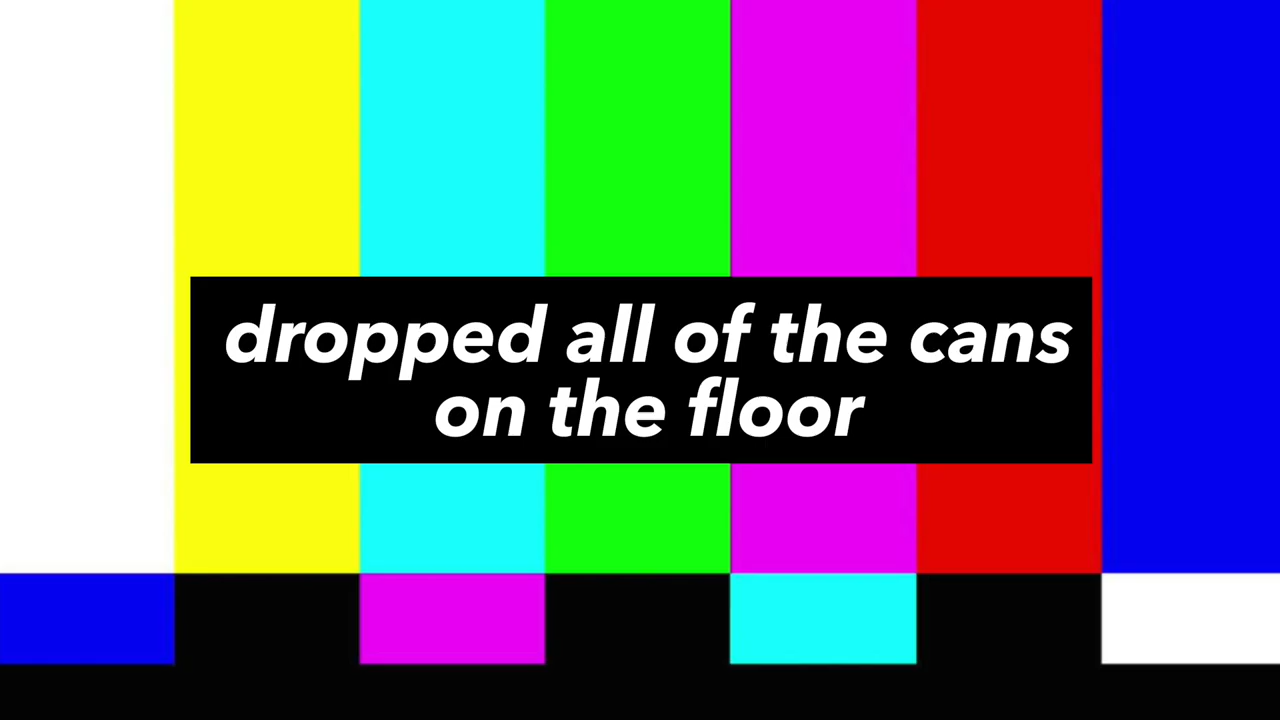 dropped all of the cans
on the floor